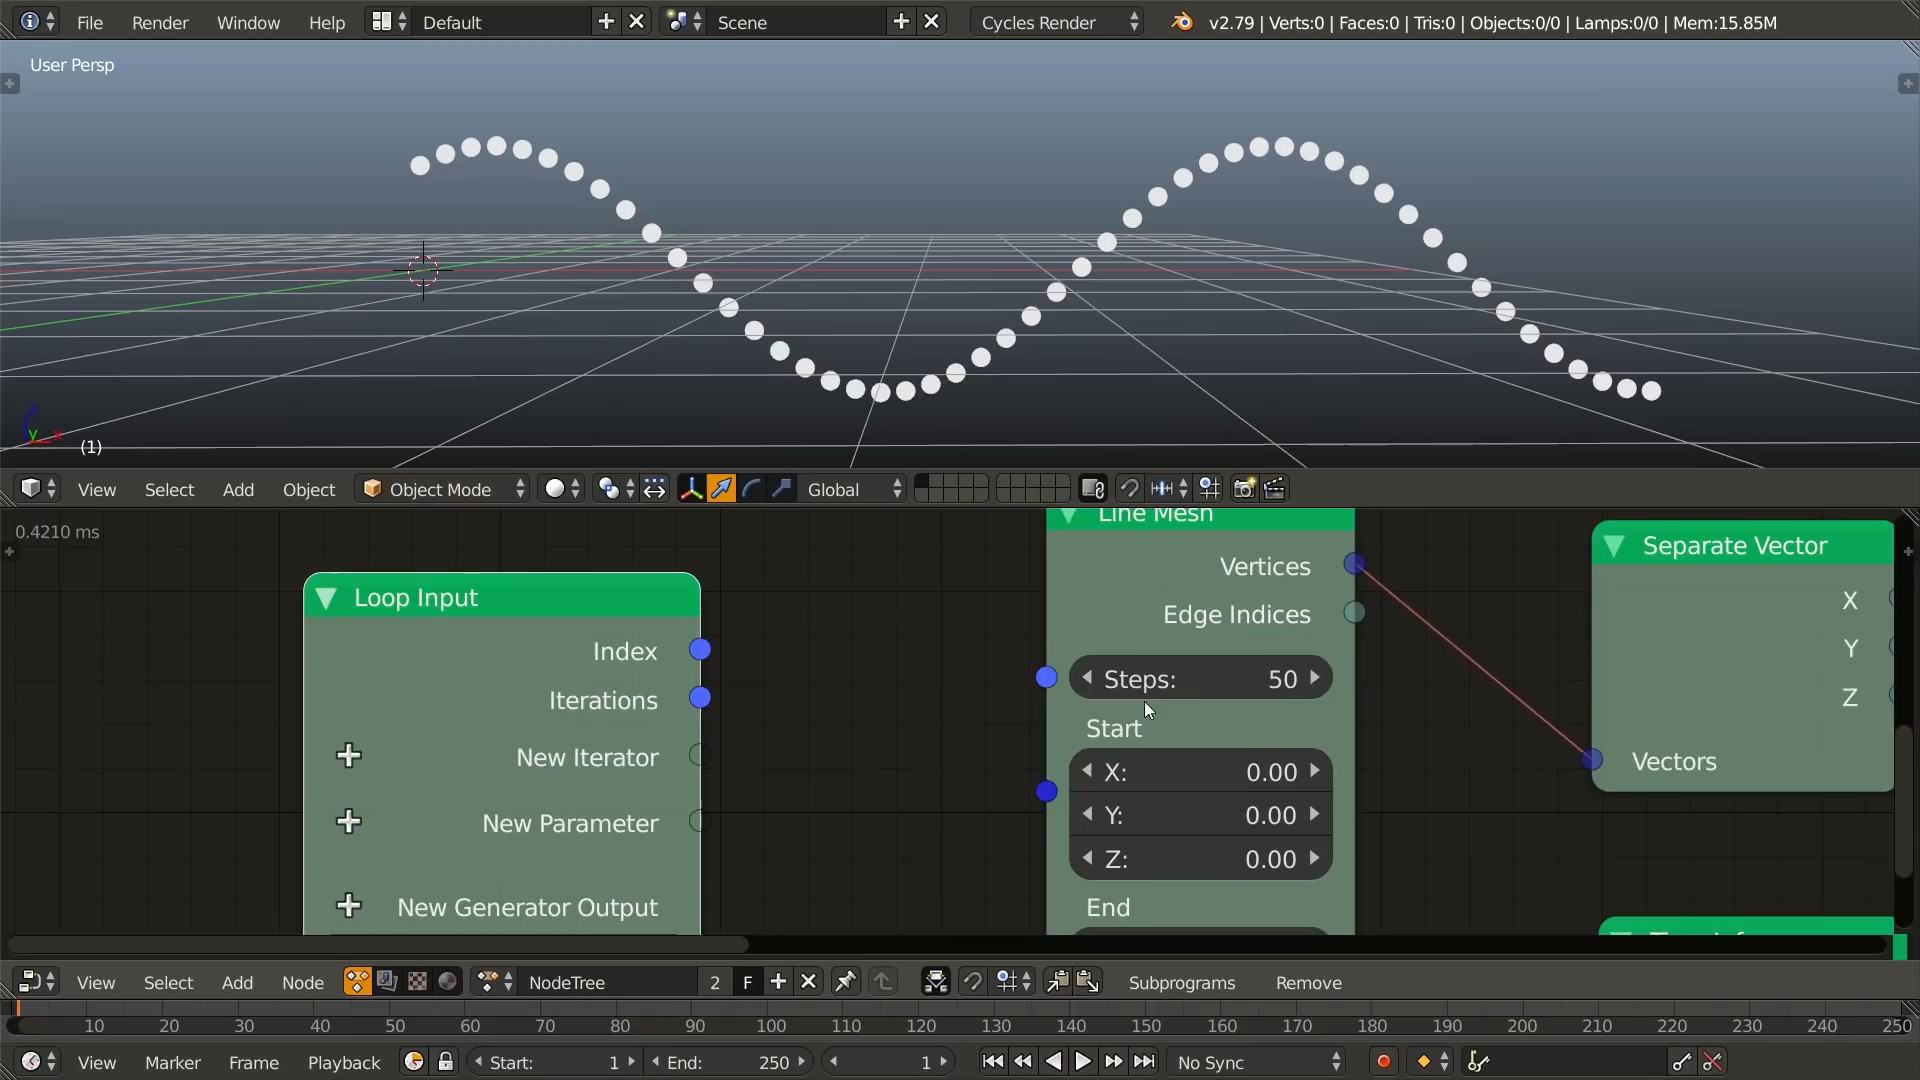 File Render Window Help Default Scene Cycles Render v2.79 | Verts:0 | Faces:0 | Tris:0 | Objects:0/0 | Lamps:0/0 | Mem:15.85M
User Persp
z
y x
(1)
View Select Add Object Object Mode Global
0.4210 ms
Line Mesh
Vertices
Edge Indices
Steps: 50
Start
X: 0.00
Y: 0.00
Z: 0.00
End
Loop Input
Index
Iterations
New Iterator
New Parameter
New Generator Output
Separate Vector
X
Y
Z
Vectors
View Select Add Node NodeTree 2 F Subprograms Remove
10 20 30 40 50 60 70 80 90 100 110 120 130 140 150 160 170 180 190 200 210 220 230 240 250
View Marker Frame Playback Start: 1 End: 250 1 No Sync